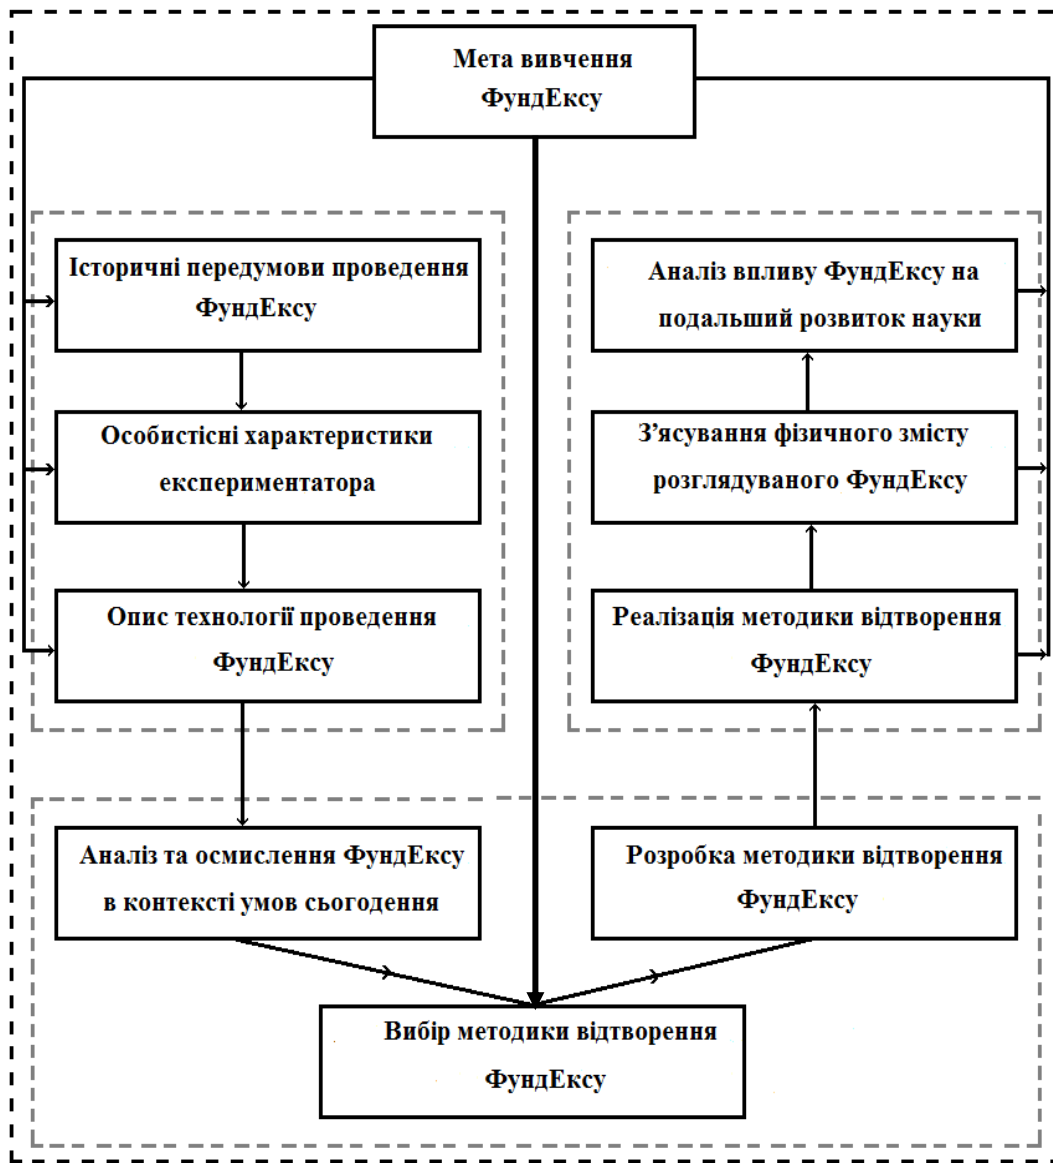 Мета вивчення
ФундЕксу
Історичні передумови проведення
ФундЕксу
Особистісні характеристики
експериментатора
Опис технології проведення
ФундЕксу
Аналіз та осмислення ФундЕксу
в контексті умов сьогодення
Вибір методики відтворення
ФундЕксу
Розробка методики відтворення
ФундЕксу
Реалізація методики відтворення
ФундЕксу
З’ясування фізичного змісту
розглядуваного ФундЕксу
Аналіз впливу ФундЕксу на
подальший розвиток науки